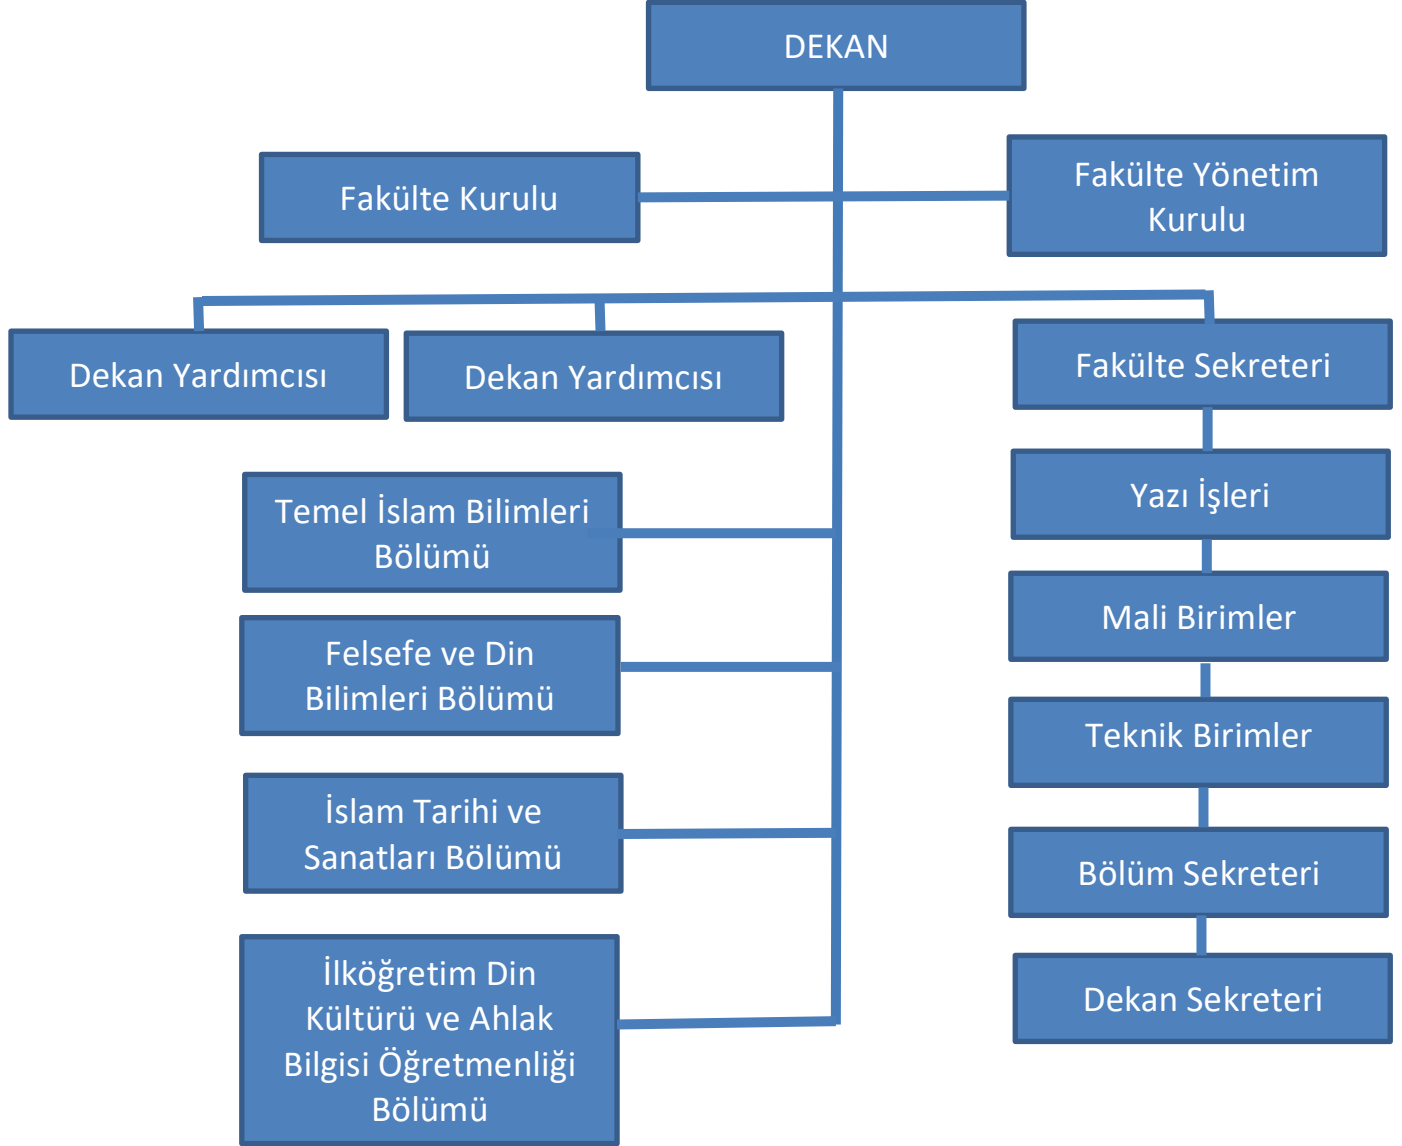 DEKAN
Fakülte Kurulu
Fakülte Yönetim
Kurulu
Dekan Yardımcısı
Dekan Yardımcısı
Fakülte Sekreteri
Temel İslam Bilimleri
Bölümü
Felsefe ve Din
Bilimleri Bölümü
İslam Tarihi ve
Sanatları Bölümü
İlköğretim Din
Kültürü ve Ahlak
Bilgisi Öğretmenliği
Bölümü
Yazı İşleri
Mali Birimler
Teknik Birimler
Bölüm Sekreteri
Dekan Sekreteri